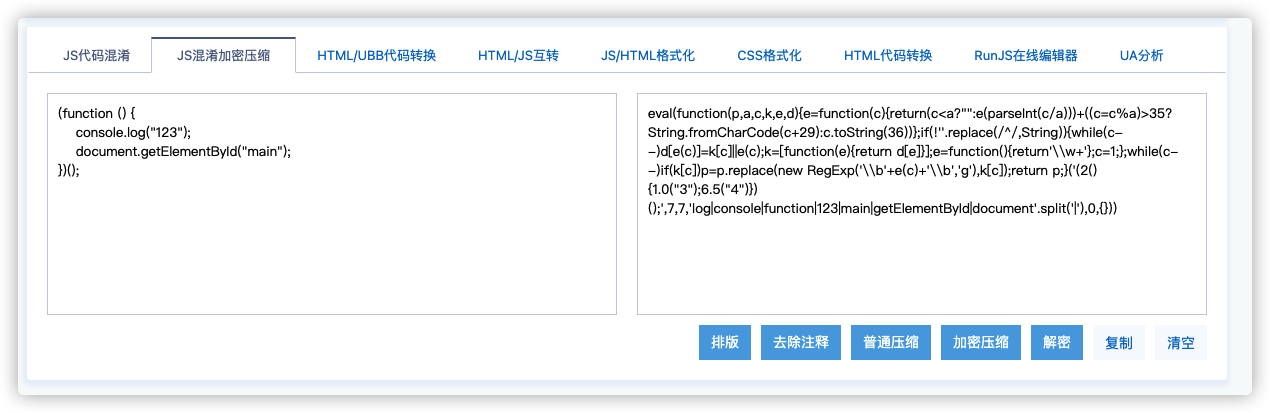 JS代码混淆
JS混淆加密压缩
HTML/UBB代码转换
HTML/JS互转
JS/HTML格式化
CSS格式化
HTML代码转换
RunJS在线编辑器
UA分析
(function () {
console.log("123");
document.getElementById("main");
})();
eval(function(p,a,c,k,e,d){e=function(c){return(c<a?"":e(parseInt(c/a)))+((c=c%a)>35?
String.fromCharCode(c+29):c.toString(36))};if(!''.replace(/^/,String)){while(c-
-)d[e(c)]=k[c]||e(c);k=[function(e){return d[e]}];e=function(){return'\\w+'};c=1;};while(c-
-)if(k[c])p=p.replace(new RegExp('\\b'+e(c)+'\\b','g'),k[c]);return p;}('(2()
{1.0("3");6.5("4")})
();',7,7,'log|console|function|123|main|getElementById|document'.split('|'),0,{}))
排版
去除注释
普通压缩
加密压缩
解密
复制
清空